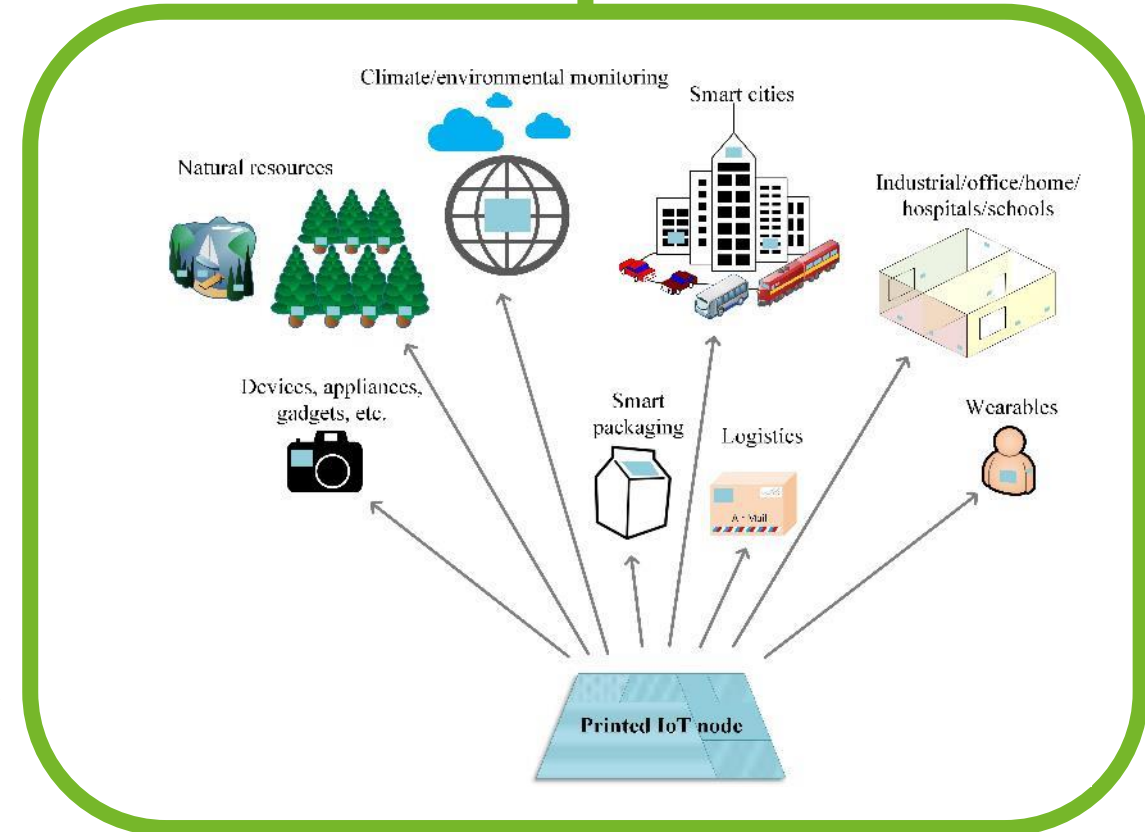 Climate/environmental monitoring
Smart cities
Natural resources
Industrial/office/home/
hospitals/schools
Devices, appliances,
gadgets, etc.
Smart
packaging
Logistics
Wearables
Air Mail
Printed IoT node